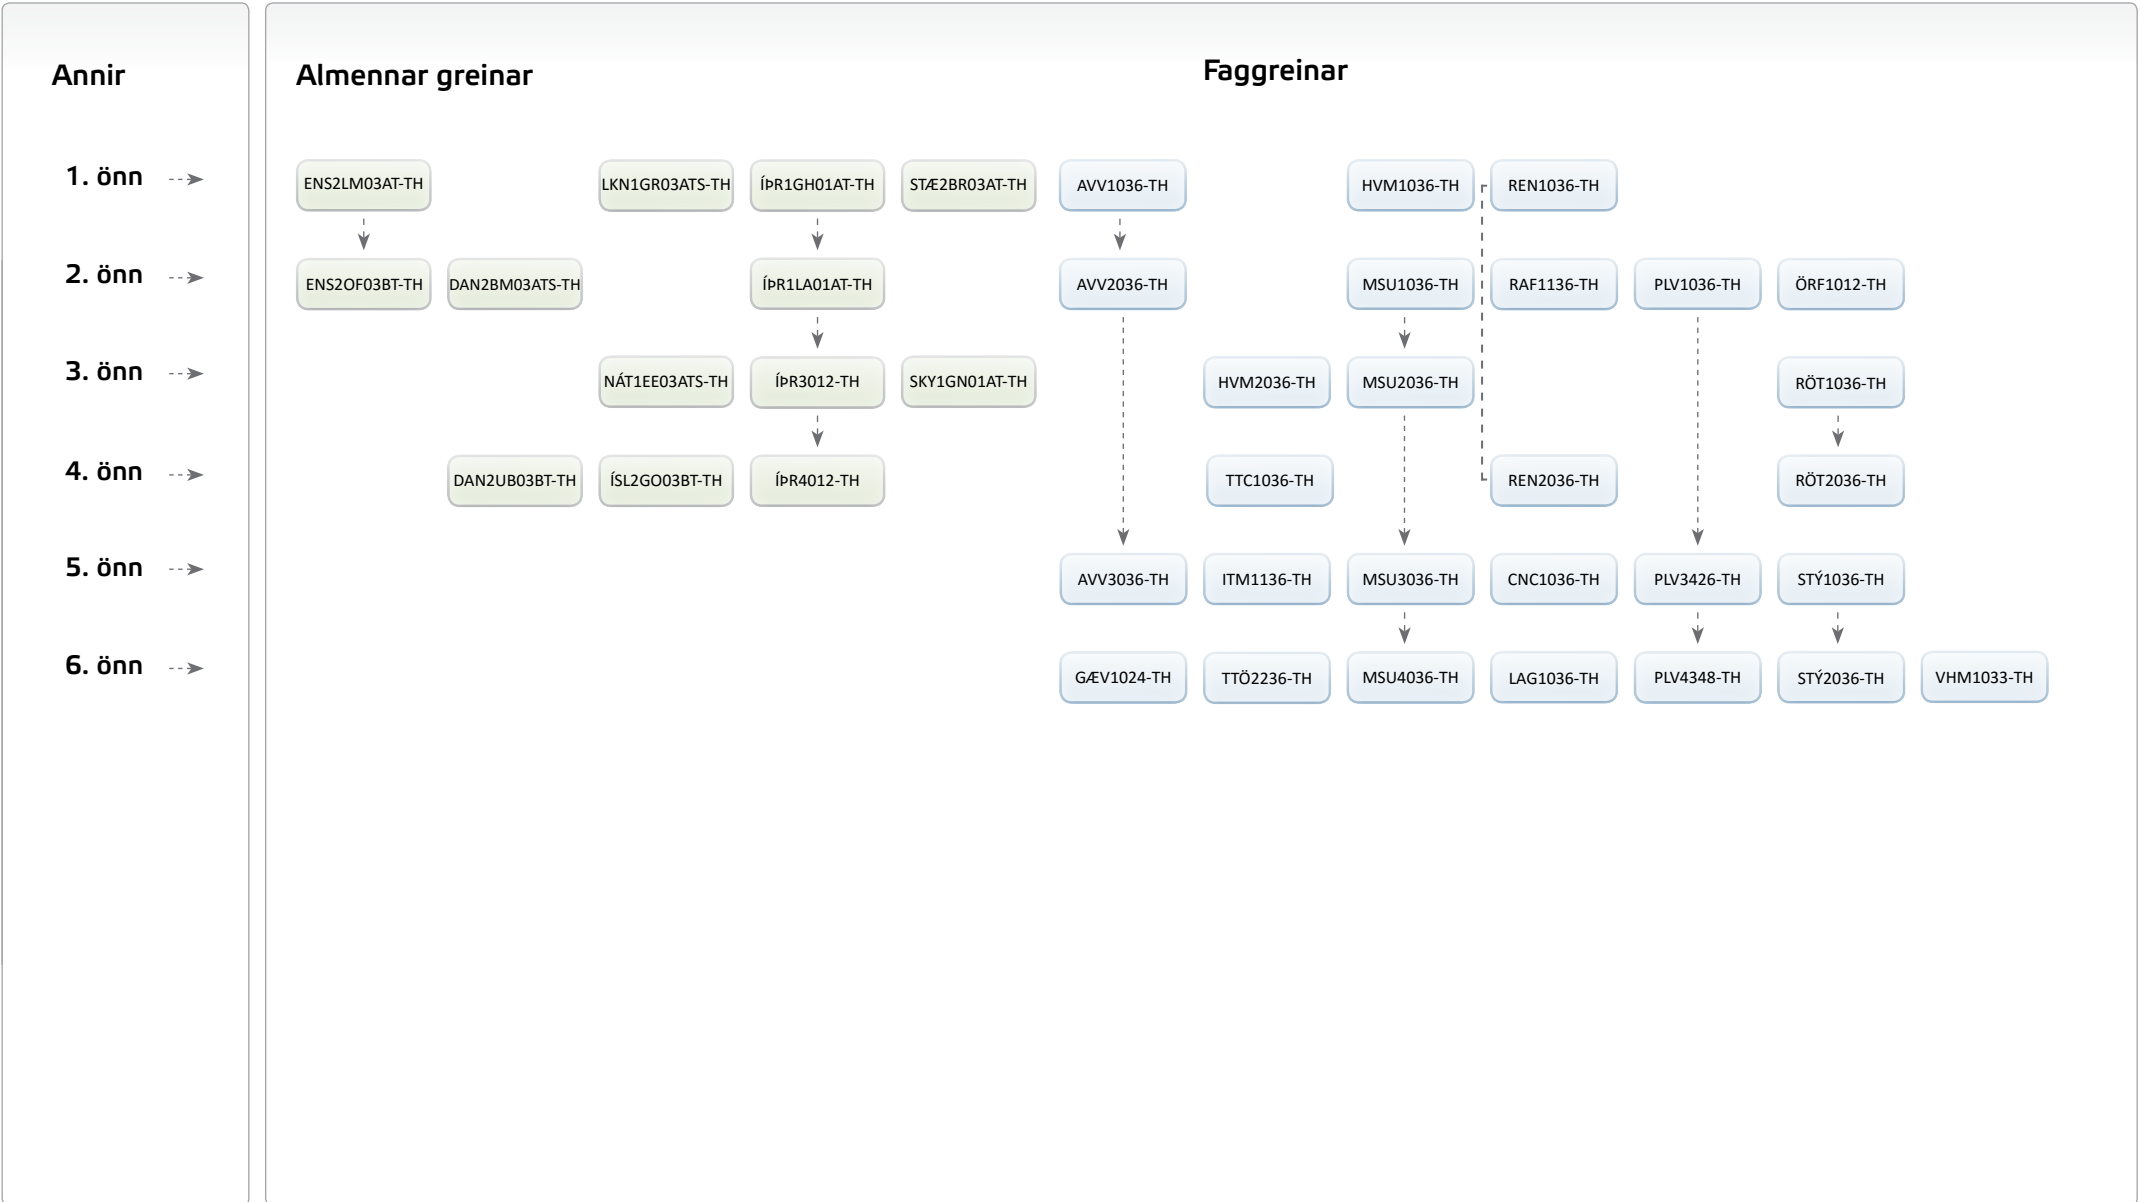 Annir
Almennar greinar
Faggreinar
1. önn
ENS2LM03AT-TH
LKN1GR03ATS-TH
ÍÞR1GH01AT-TH
STÆ2BR03AT-TH
AVV1036-TH
HVM1036-TH
REN1036-TH
2. önn
ENS2OF03BT-TH
DAN2BM03ATS-TH
ÍÞR1LA01AT-TH
AVV2036-TH
MSU1036-TH
RAF1136-TH
PLV1036-TH
ÖRF1012-TH
3. önn
NÁT1EE03ATS-TH
ÍÞR3012-TH
SKY1GN01AT-TH
HVM2036-TH
MSU2036-TH
RÖT1036-TH
4. önn
DAN2UB03BT-TH
ÍSL2GO03BT-TH
ÍÞR4012-TH
TTC1036-TH
REN2036-TH
RÖT2036-TH
5. önn
AVV3036-TH
ITM1136-TH
MSU3036-TH
CNC1036-TH
PLV3426-TH
STÝ1036-TH
6. önn
GÆV1024-TH
TTÖ2236-TH
MSU4036-TH
LAG1036-TH
PLV4348-TH
STÝ2036-TH
VHM1033-TH